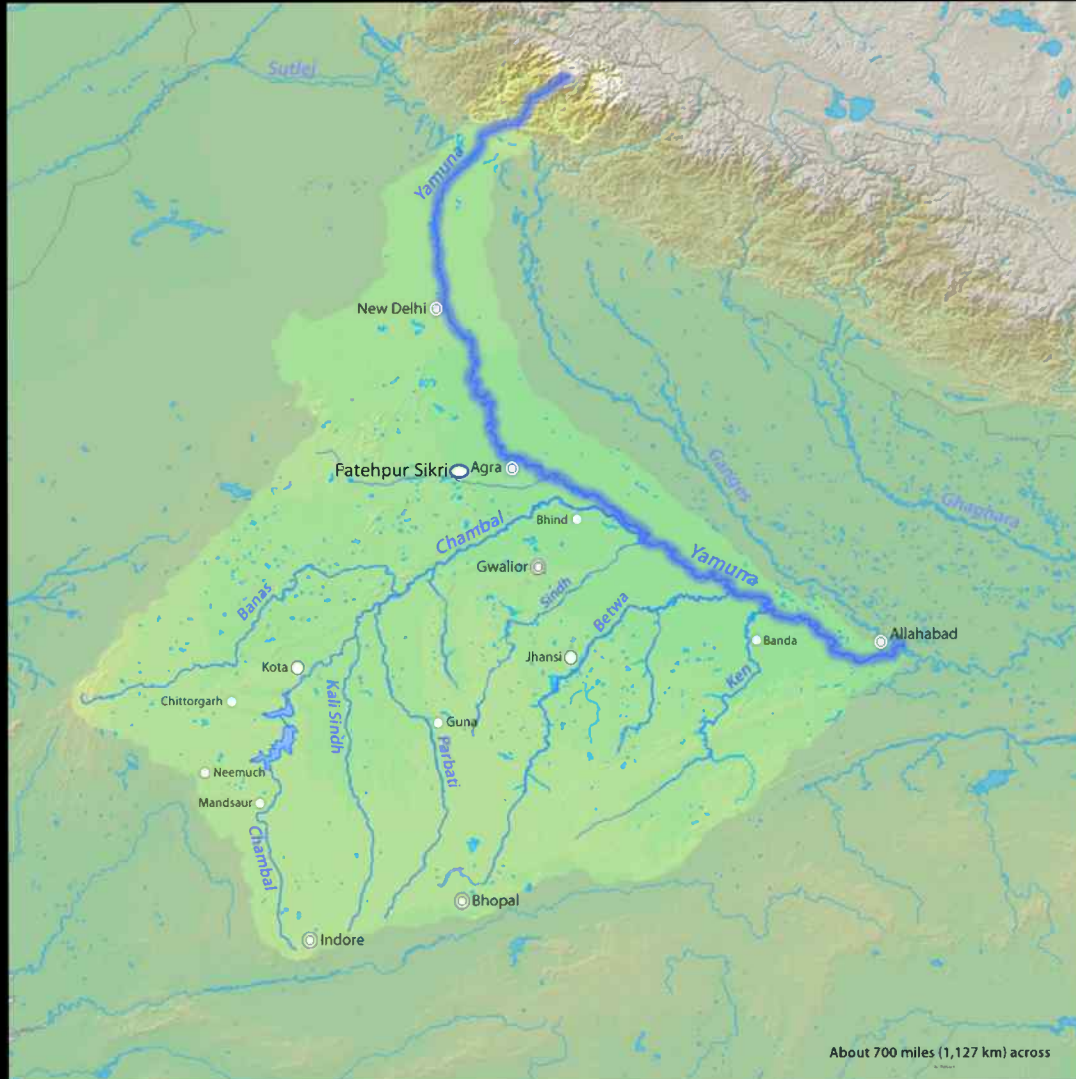 Sutlej
Yamuna
New Delhi
Fatehpur Sikri
Agra
Ganges
Ghaghara
Chambal
Bhind
Gwalior
Yamuna
Sindh
Banas
Betwa
Allahabad
Banda
Jhansi
Kota
Ken
Chittorgarh
Kali Sindh
Guna
Parbati
Neemuch
Mandsaur
Chambal
Bhopal
Indore
About 700 miles (1,127 km) across